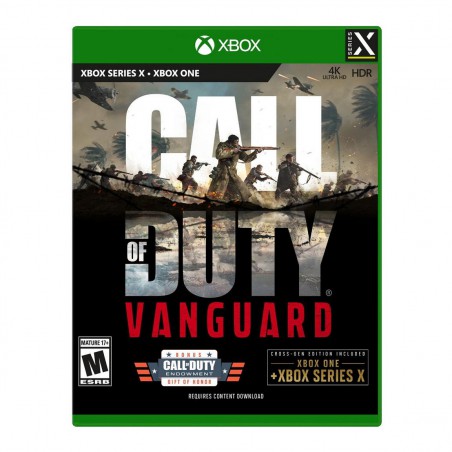 XBOX
SERIES X
XBOX SERIES X • XBOX ONE
4K
ULTRA HD
HDR
CALL
OF DUTY®
VANGUARD
MATURE 17+
M
ESRB
BONUS
CALL OF DUTY
ENDOWMENT
GIFT OF HONOR
CROSS-GEN EDITION INCLUDED
XBOX ONE
+XBOX SERIES X
REQUIRES CONTENT DOWNLOAD